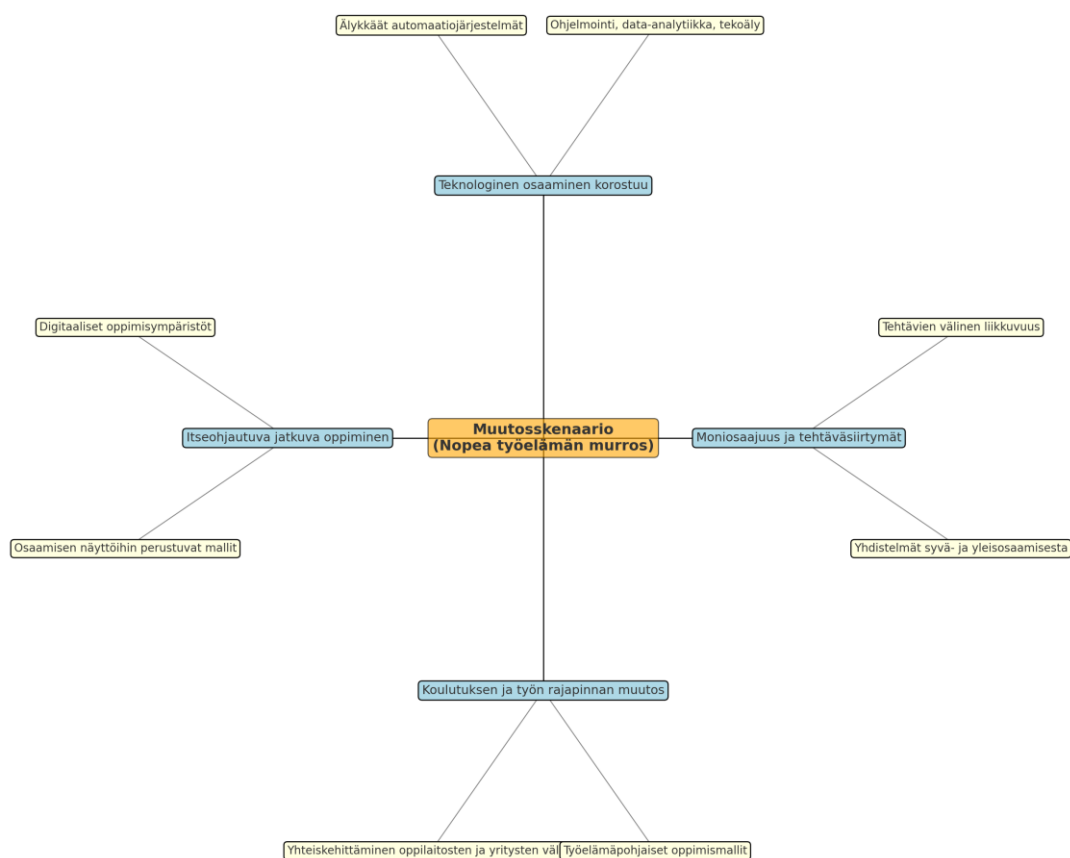 Älykkäät automaatiojärjestelmät
Ohjelmointi, data-analytiikka, tekoäly
Teknologinen osaaminen korostuu
Digitaaliset oppimisympäristöt
Tehtävien välinen liikkuvuus
Itseohjautuva jatkuva oppiminen
Muutosskenaario
(Nopea työelämän murros)
Moniosaajuus ja tehtäväsiirtymät
Osaamisen näyttöihin perustuvat mallit
Yhdistelmät syvä- ja yleisosaamisesta
Koulutuksen ja työn rajapinnan muutos
Yhteiskehittäminen oppilaitosten ja yritysten
Työelämäpohjaiset oppimismallit